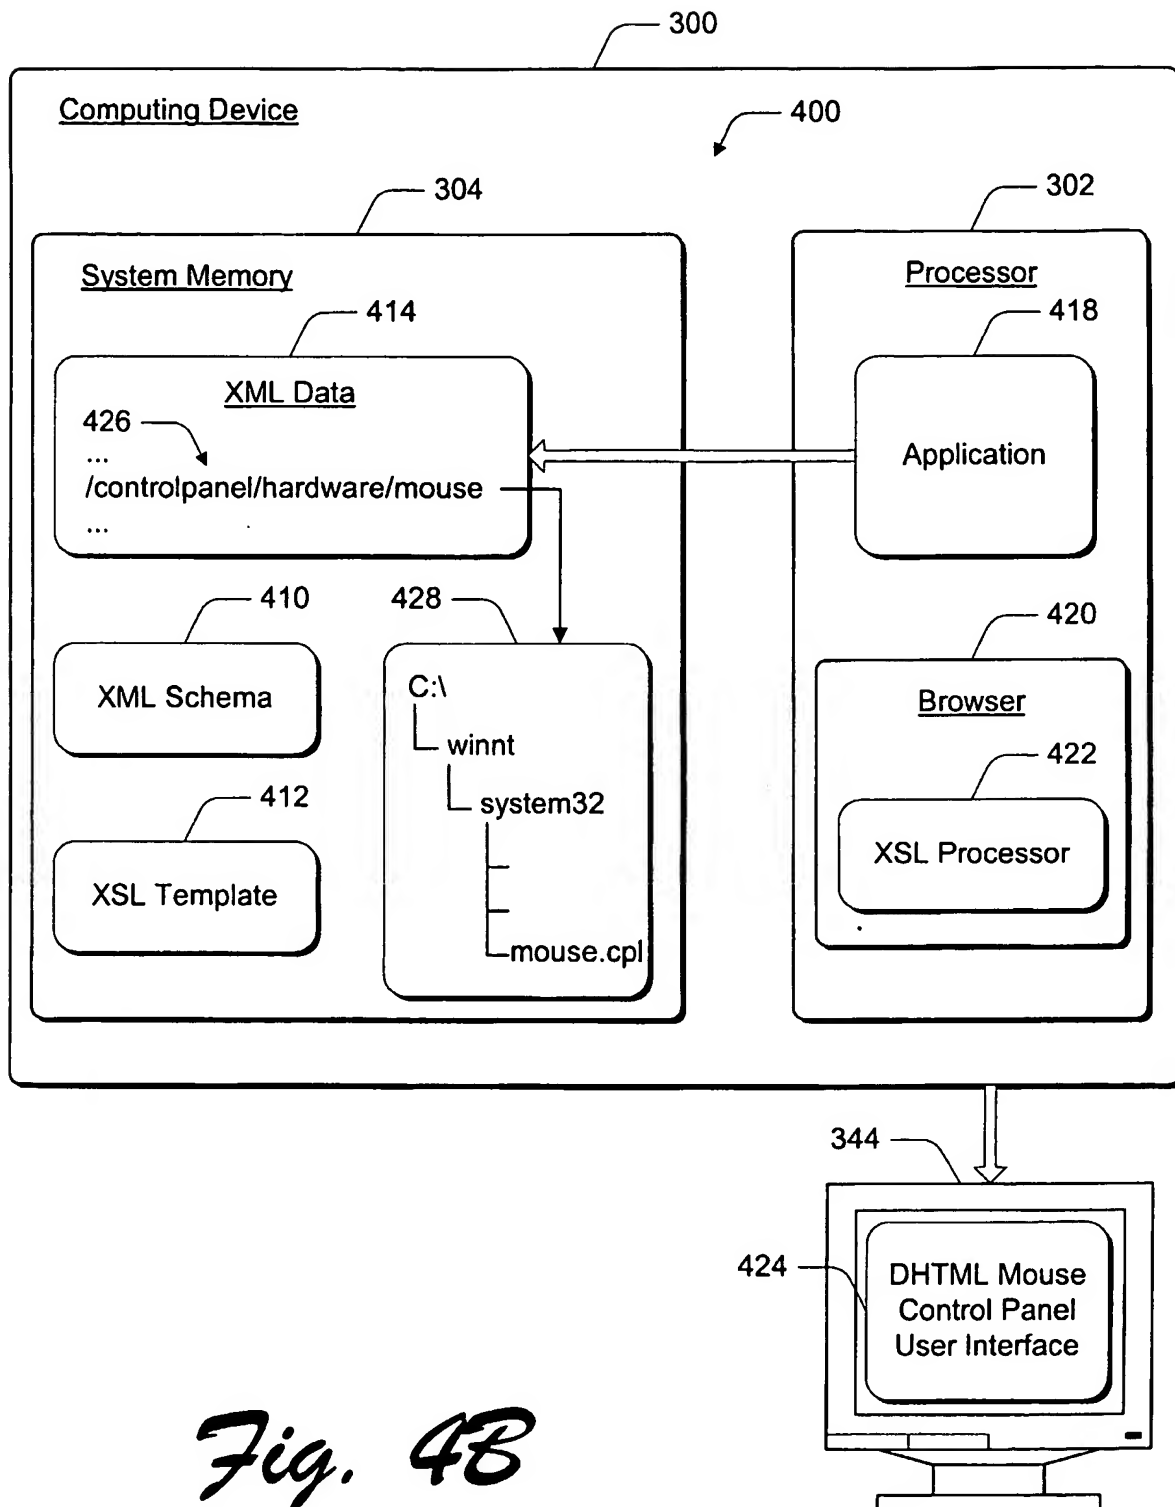 300
Computing Device
400
304
302
System Memory
Processor
414
418
XML Data
426
...
/controlpanel/hardware/mouse
...
Application
410
428
420
XML Schema
C:\
winnt
system32
mouse.cpl
Browser
422
412
XSL Processor
XSL Template
344
424
DHTML Mouse
Control Panel
User Interface
Fig. 4B